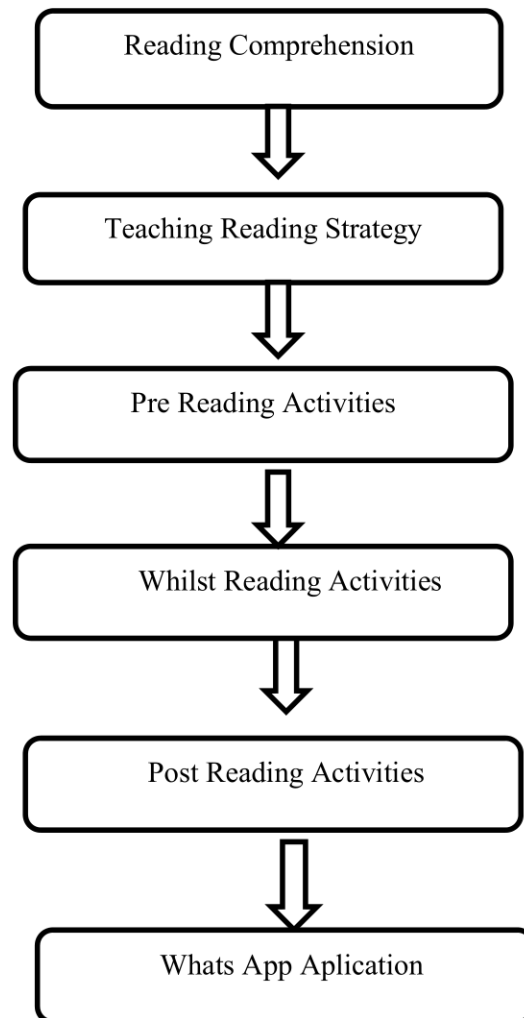 Reading Comprehension
Teaching Reading Strategy
Pre Reading Activities
Whilst Reading Activities
Post Reading Activities
Whats App Aplication